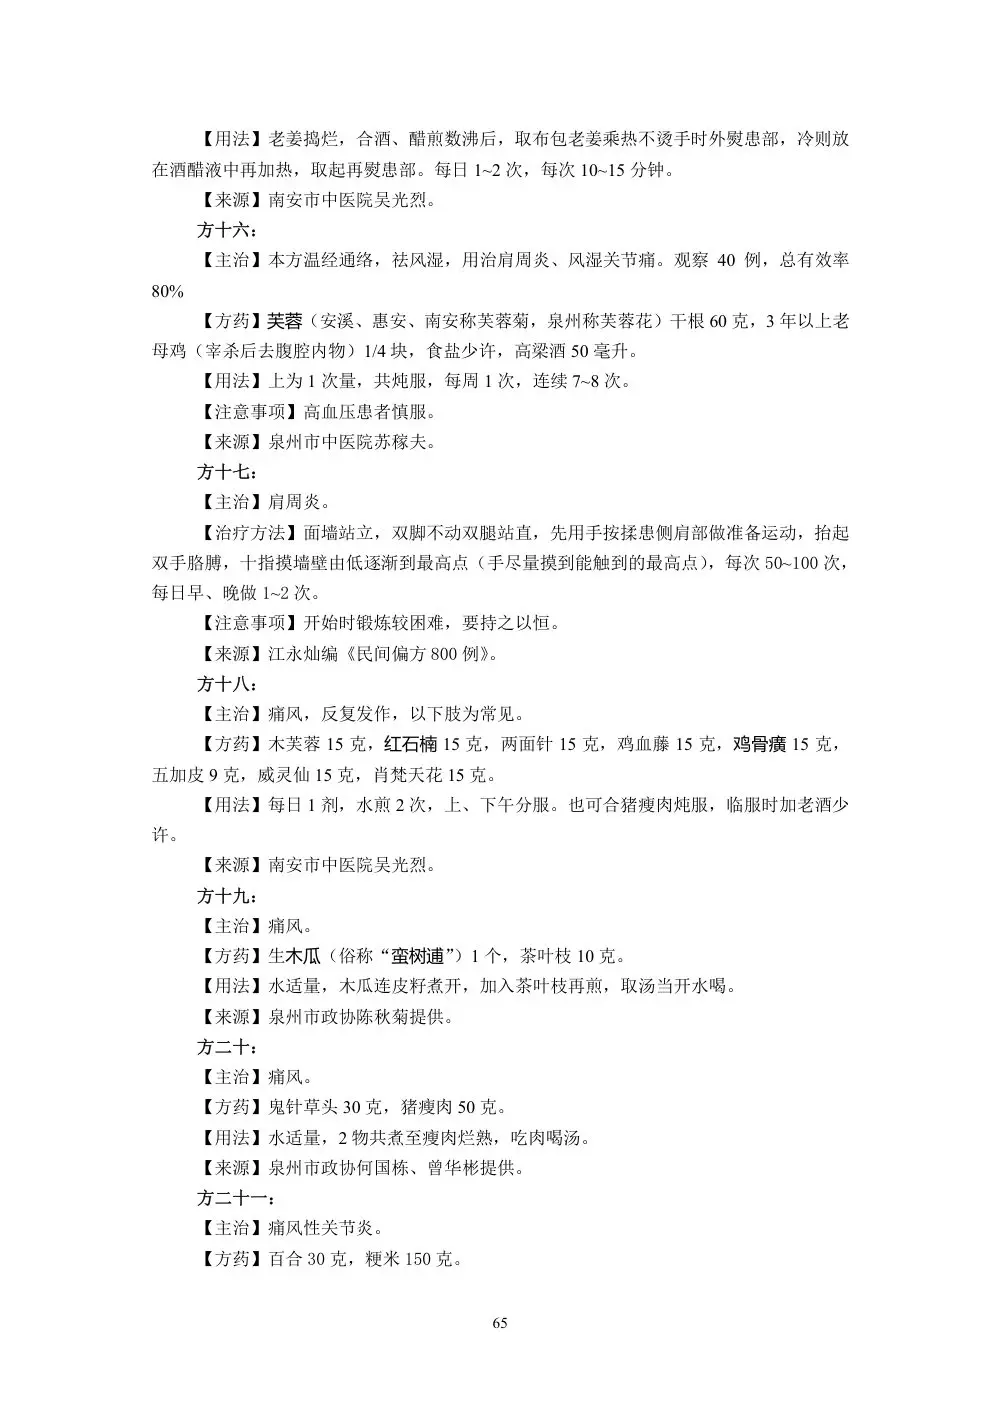 【用法】老姜捣烂，合酒、醋煎数沸后，取布包老姜乘热不烫手时外熨患部，冷则放
在酒醋液中再加热，取起再熨患部。每日 1~2 次，每次 10~15 分钟。
【来源】南安市中医院吴光烈。
方十六：
【主治】本方温经通络，祛风湿，用治肩周炎、风湿关节痛。观察 40 例，总有效率
80%
【方药】芙蓉（安溪、惠安、南安称芙蓉菊，泉州称芙蓉花）干根 60 克，3 年以上老
母鸡（宰杀后去腹腔内物）1/4 块，食盐少许，高梁酒 50 毫升。
【用法】上为 1 次量，共炖服，每周 1 次，连续 7~8 次。
【注意事项】高血压患者慎服。
【来源】泉州市中医院苏稼夫。
方十七：
【主治】肩周炎。
【治疗方法】面墙站立，双脚不动双腿站直，先用手按揉患侧肩部做准备运动，抬起
双手胳膊，十指摸墙壁由低逐渐到最高点（手尽量摸到能触到的最高点），每次 50~100 次，
每日早、晚做 1~2 次。
【注意事项】开始时锻炼较困难，要持之以恒。
【来源】江永灿编《民间偏方 800 例》。
方十八：
【主治】痛风，反复发作，以下肢为常见。
【方药】木芙蓉 15 克，红石楠 15 克，两面针 15 克，鸡血藤 15 克，鸡骨癀 15 克，
五加皮 9 克，威灵仙 15 克，肖梵天花 15 克。
【用法】每日 1 剂，水煎 2 次，上、下午分服。也可合猪瘦肉炖服，临服时加老酒少
许。
【来源】南安市中医院吴光烈。
方十九：
【主治】痛风。
【方药】生木瓜（俗称“蛮树逋”）1 个，茶叶枝 10 克。
【用法】水适量，木瓜连皮籽煮开，加入茶叶枝再煎，取汤当开水喝。
【来源】泉州市政协陈秋菊提供。
方二十：
【主治】痛风。
【方药】鬼针草头 30 克，猪瘦肉 50 克。
【用法】水适量，2 物共煮至瘦肉烂熟，吃肉喝汤。
【来源】泉州市政协何国栋、曾华彬提供。
方二十一：
【主治】痛风性关节炎。
【方药】百合 30 克，粳米 150 克。
65